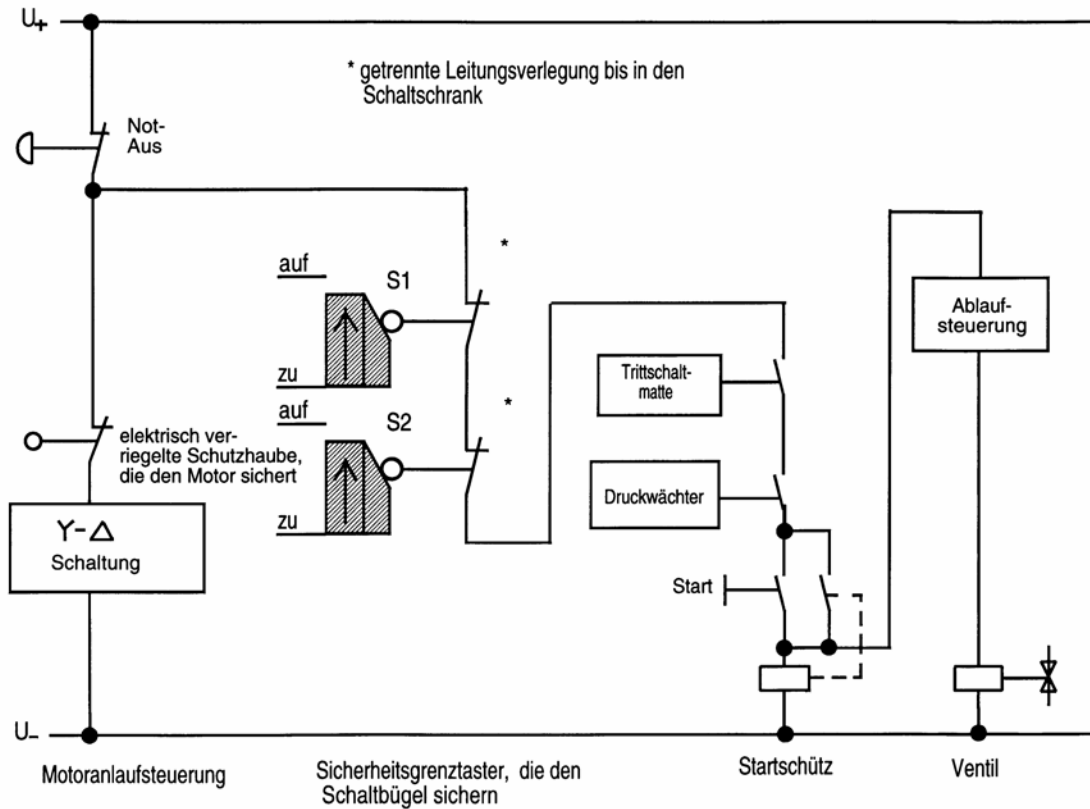 U+
* getrennte Leitungsverlegung bis in den
Schaltschrank
Not-
Aus
*
auf
S1
zu
*
auf
S2
zu
Trittschalt-
matte
Druckwächter
Start
Ablauf-
steuerung
elektrisch ver-
riegelte Schutzhaube,
die den Motor sichert
Y-Δ
Schaltung
U-
Motoranlaufsteuerung
Sicherheitsgrenztaster, die den
Schaltbügel sichern
Startschütz
Ventil